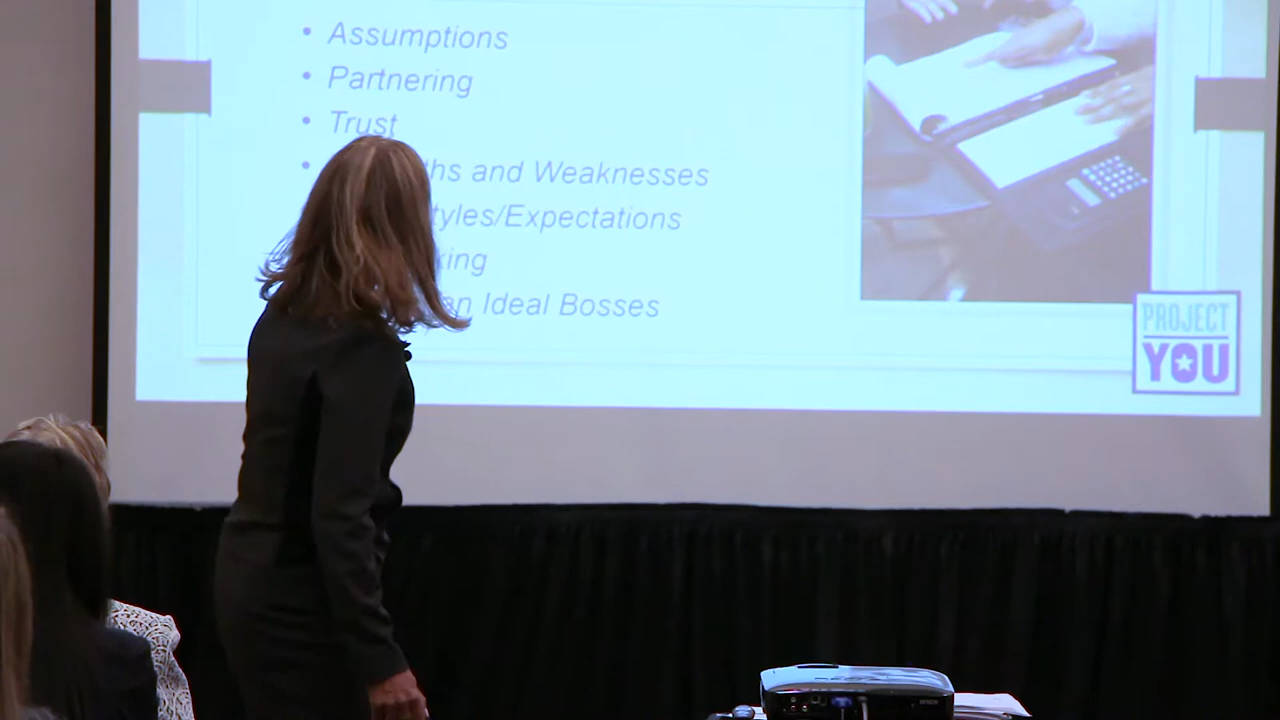 • Assumptions
• Partnering
• Trust
• ths and Weaknesses
tyles/Expectations
king
an Ideal Bosses
PROJECT
YOU